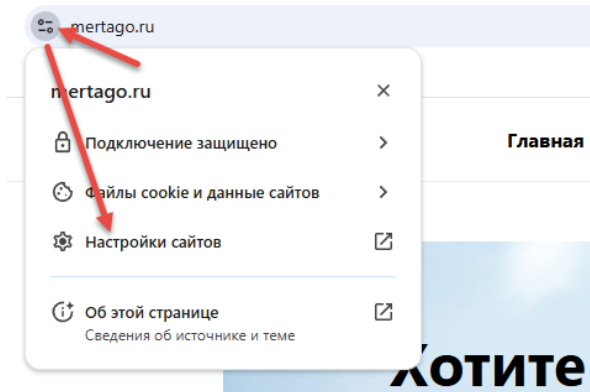 mertago.ru
mertago.ru
Подключение защищено
Главная
Файлы cookie и данные сайтов
Настройки сайтов
Об этой странице
Сведения об источнике и теме
Хотите